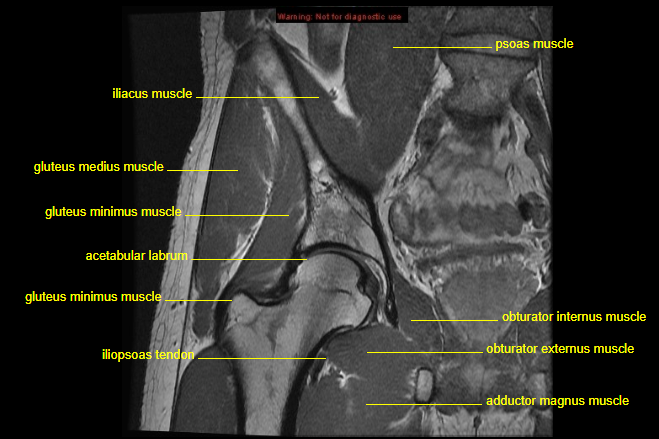 Warning: Not for diagnostic use
psoas muscle
iliacus muscle
gluteus medius muscle
gluteus minimus muscle
acetabular labrum
gluteus minimus muscle
obturator internus muscle
obturator externus muscle
iliopsoas tendon
adductor magnus muscle